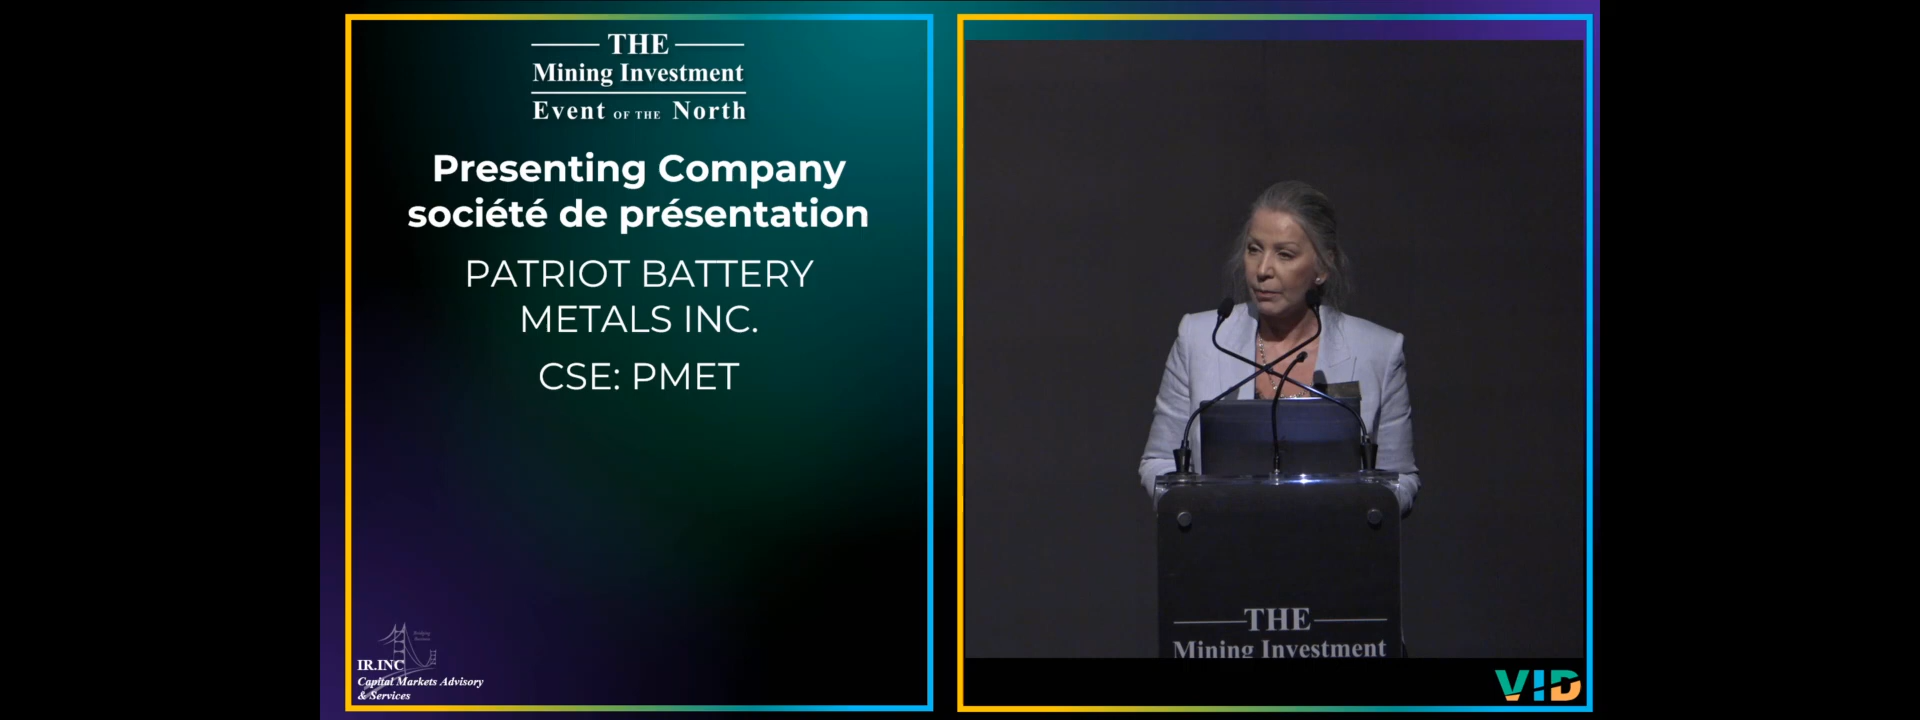 THE
Mining Investment
Event OF THE North
Presenting Company
société de présentation
PATRIOT BATTERY
METALS INC.
CSE: PMET
IR.INC
Capital Markets Advisory
& Services
THE
Mining Investment
VID